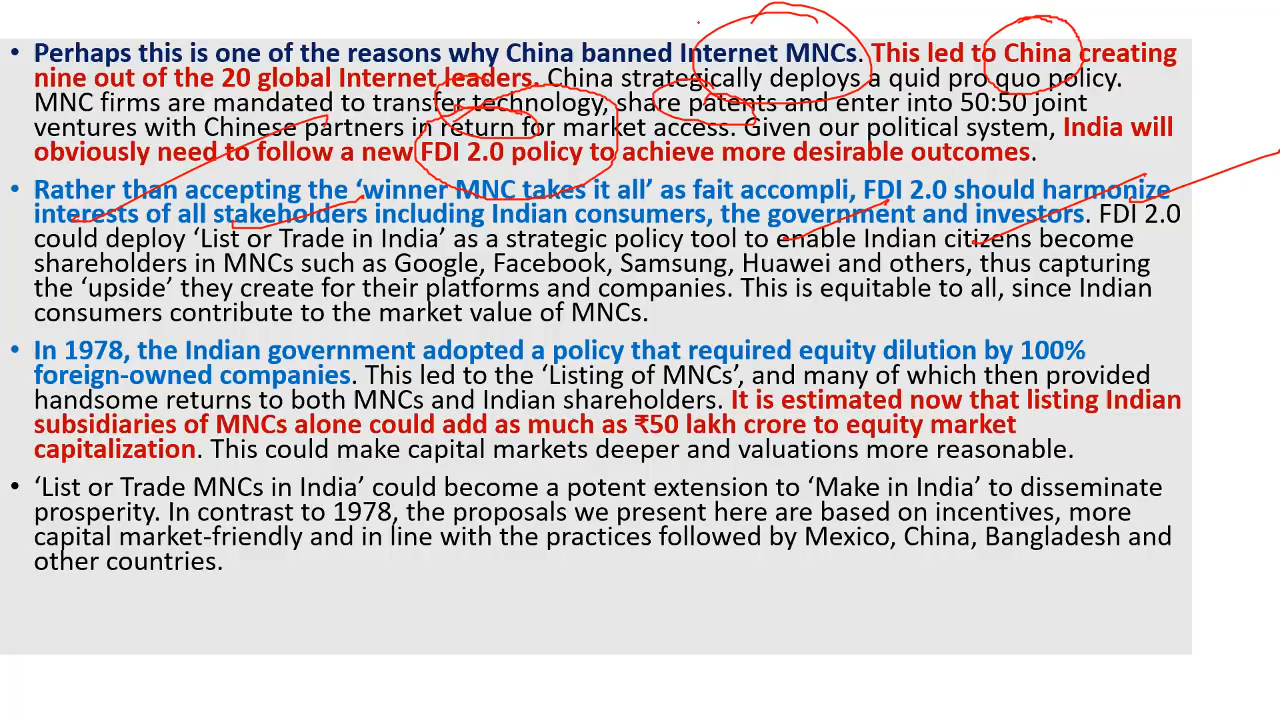 • Perhaps this is one of the reasons why China banned Internet MNCs. This led to China creating
nine out of the 20 global Internet leaders. China strategically deploys a quid pro quo policy.
MNC firms are mandated to transfer technology, share patents and enter into 50:50 joint
ventures with Chinese partners in return for market access. Given our political system, India will
obviously need to follow a new FDI 2.0 policy to achieve more desirable outcomes.
• Rather than accepting the ‘winner MNC takes it all’ as fait accompli, FDI 2.0 should harmonize
interests of all stakeholders including Indian consumers, the government and investors. FDI 2.0
could deploy ‘List or Trade in India’ as a strategic policy tool to enable Indian citizens become
shareholders in MNCs such as Google, Facebook, Samsung, Huawei and others, thus capturing
the ‘upside’ they create for their platforms and companies. This is equitable to all, since Indian
consumers contribute to the market value of MNCs.
• In 1978, the Indian government adopted a policy that required equity dilution by 100%
foreign-owned companies. This led to the ‘Listing of MNCs’, and many of which then provided
handsome returns to both MNCs and Indian shareholders. It is estimated now that listing Indian
subsidiaries of MNCs alone could add as much as ₹50 lakh crore to equity market
capitalization. This could make capital markets deeper and valuations more reasonable.
• ‘List or Trade MNCs in India’ could become a potent extension to ‘Make in India’ to disseminate
prosperity. In contrast to 1978, the proposals we present here are based on incentives, more
capital market-friendly and in line with the practices followed by Mexico, China, Bangladesh and
other countries.